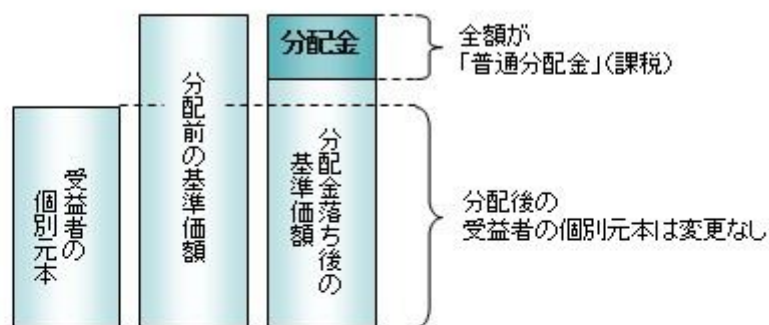 受益者の
個別元本
分配前の基準価額
分配金
分配金落ち後の
基準価額
全額が
「普通分配金」(課税)
分配後の
受益者の個別元本は変更なし